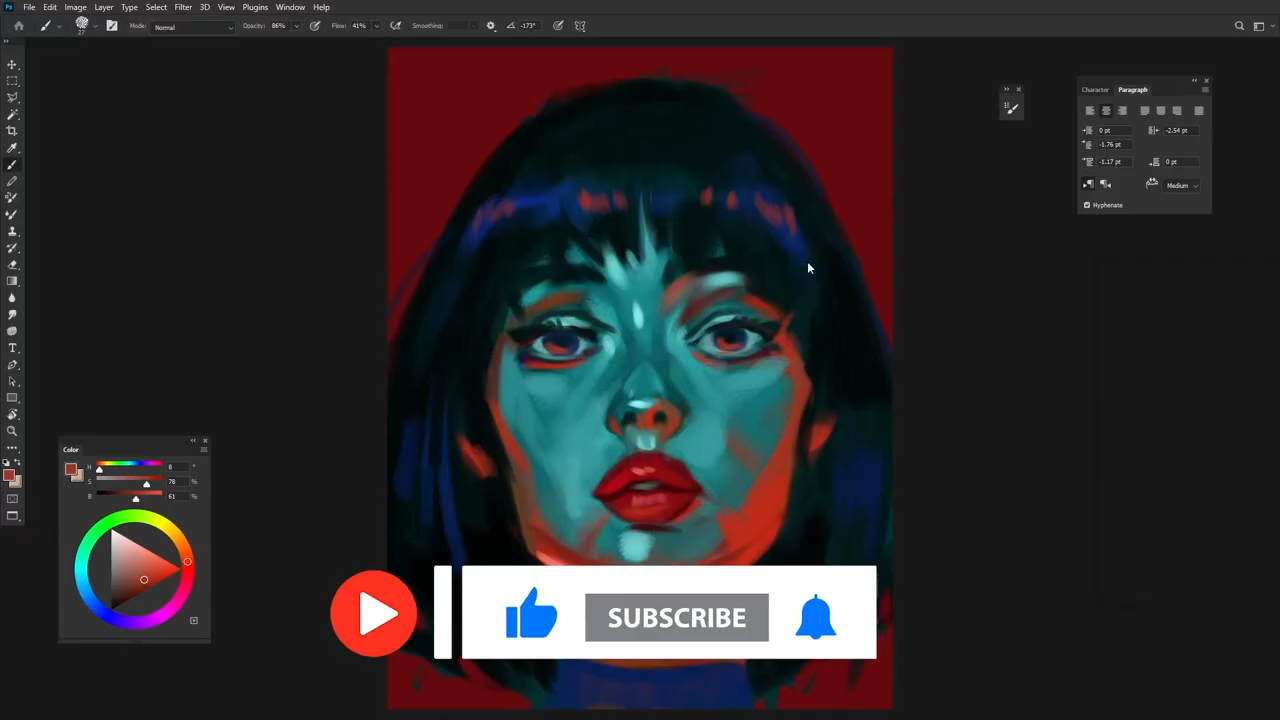 Ps File Edit Image Layer Type Select Filter 3D View Plugins Window Help
27 Mode: Normal Opacity: 86% Flow: 41% Smoothing: -173°
Character Paragraph
0 pt -2.54 pt
-1.76 pt
-1.17 pt 0 pt
Medium
Hyphenate
Color
H 8 °
S 78 %
B 61 %
SUBSCRIBE